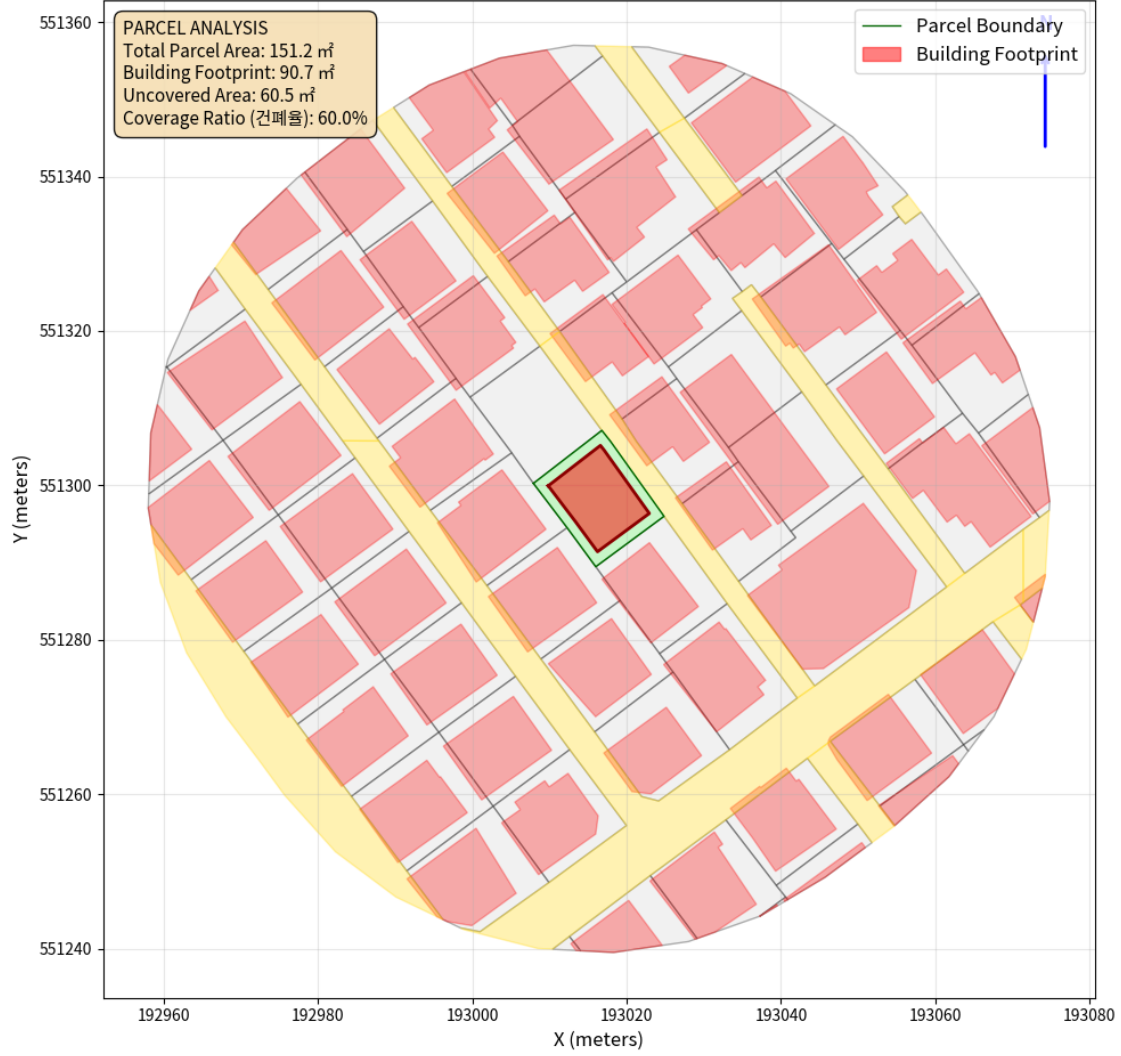 PARCEL ANALYSIS
Total Parcel Area: 151.2 ㎡
Building Footprint: 90.7 ㎡
Uncovered Area: 60.5 ㎡
Coverage Ratio (건폐율): 60.0%
Parcel Boundary
Building Footprint
N
551360
551340
551320
551300
551280
551260
551240
Y (meters)
192960
192980
193000
193020
193040
193060
193080
X (meters)